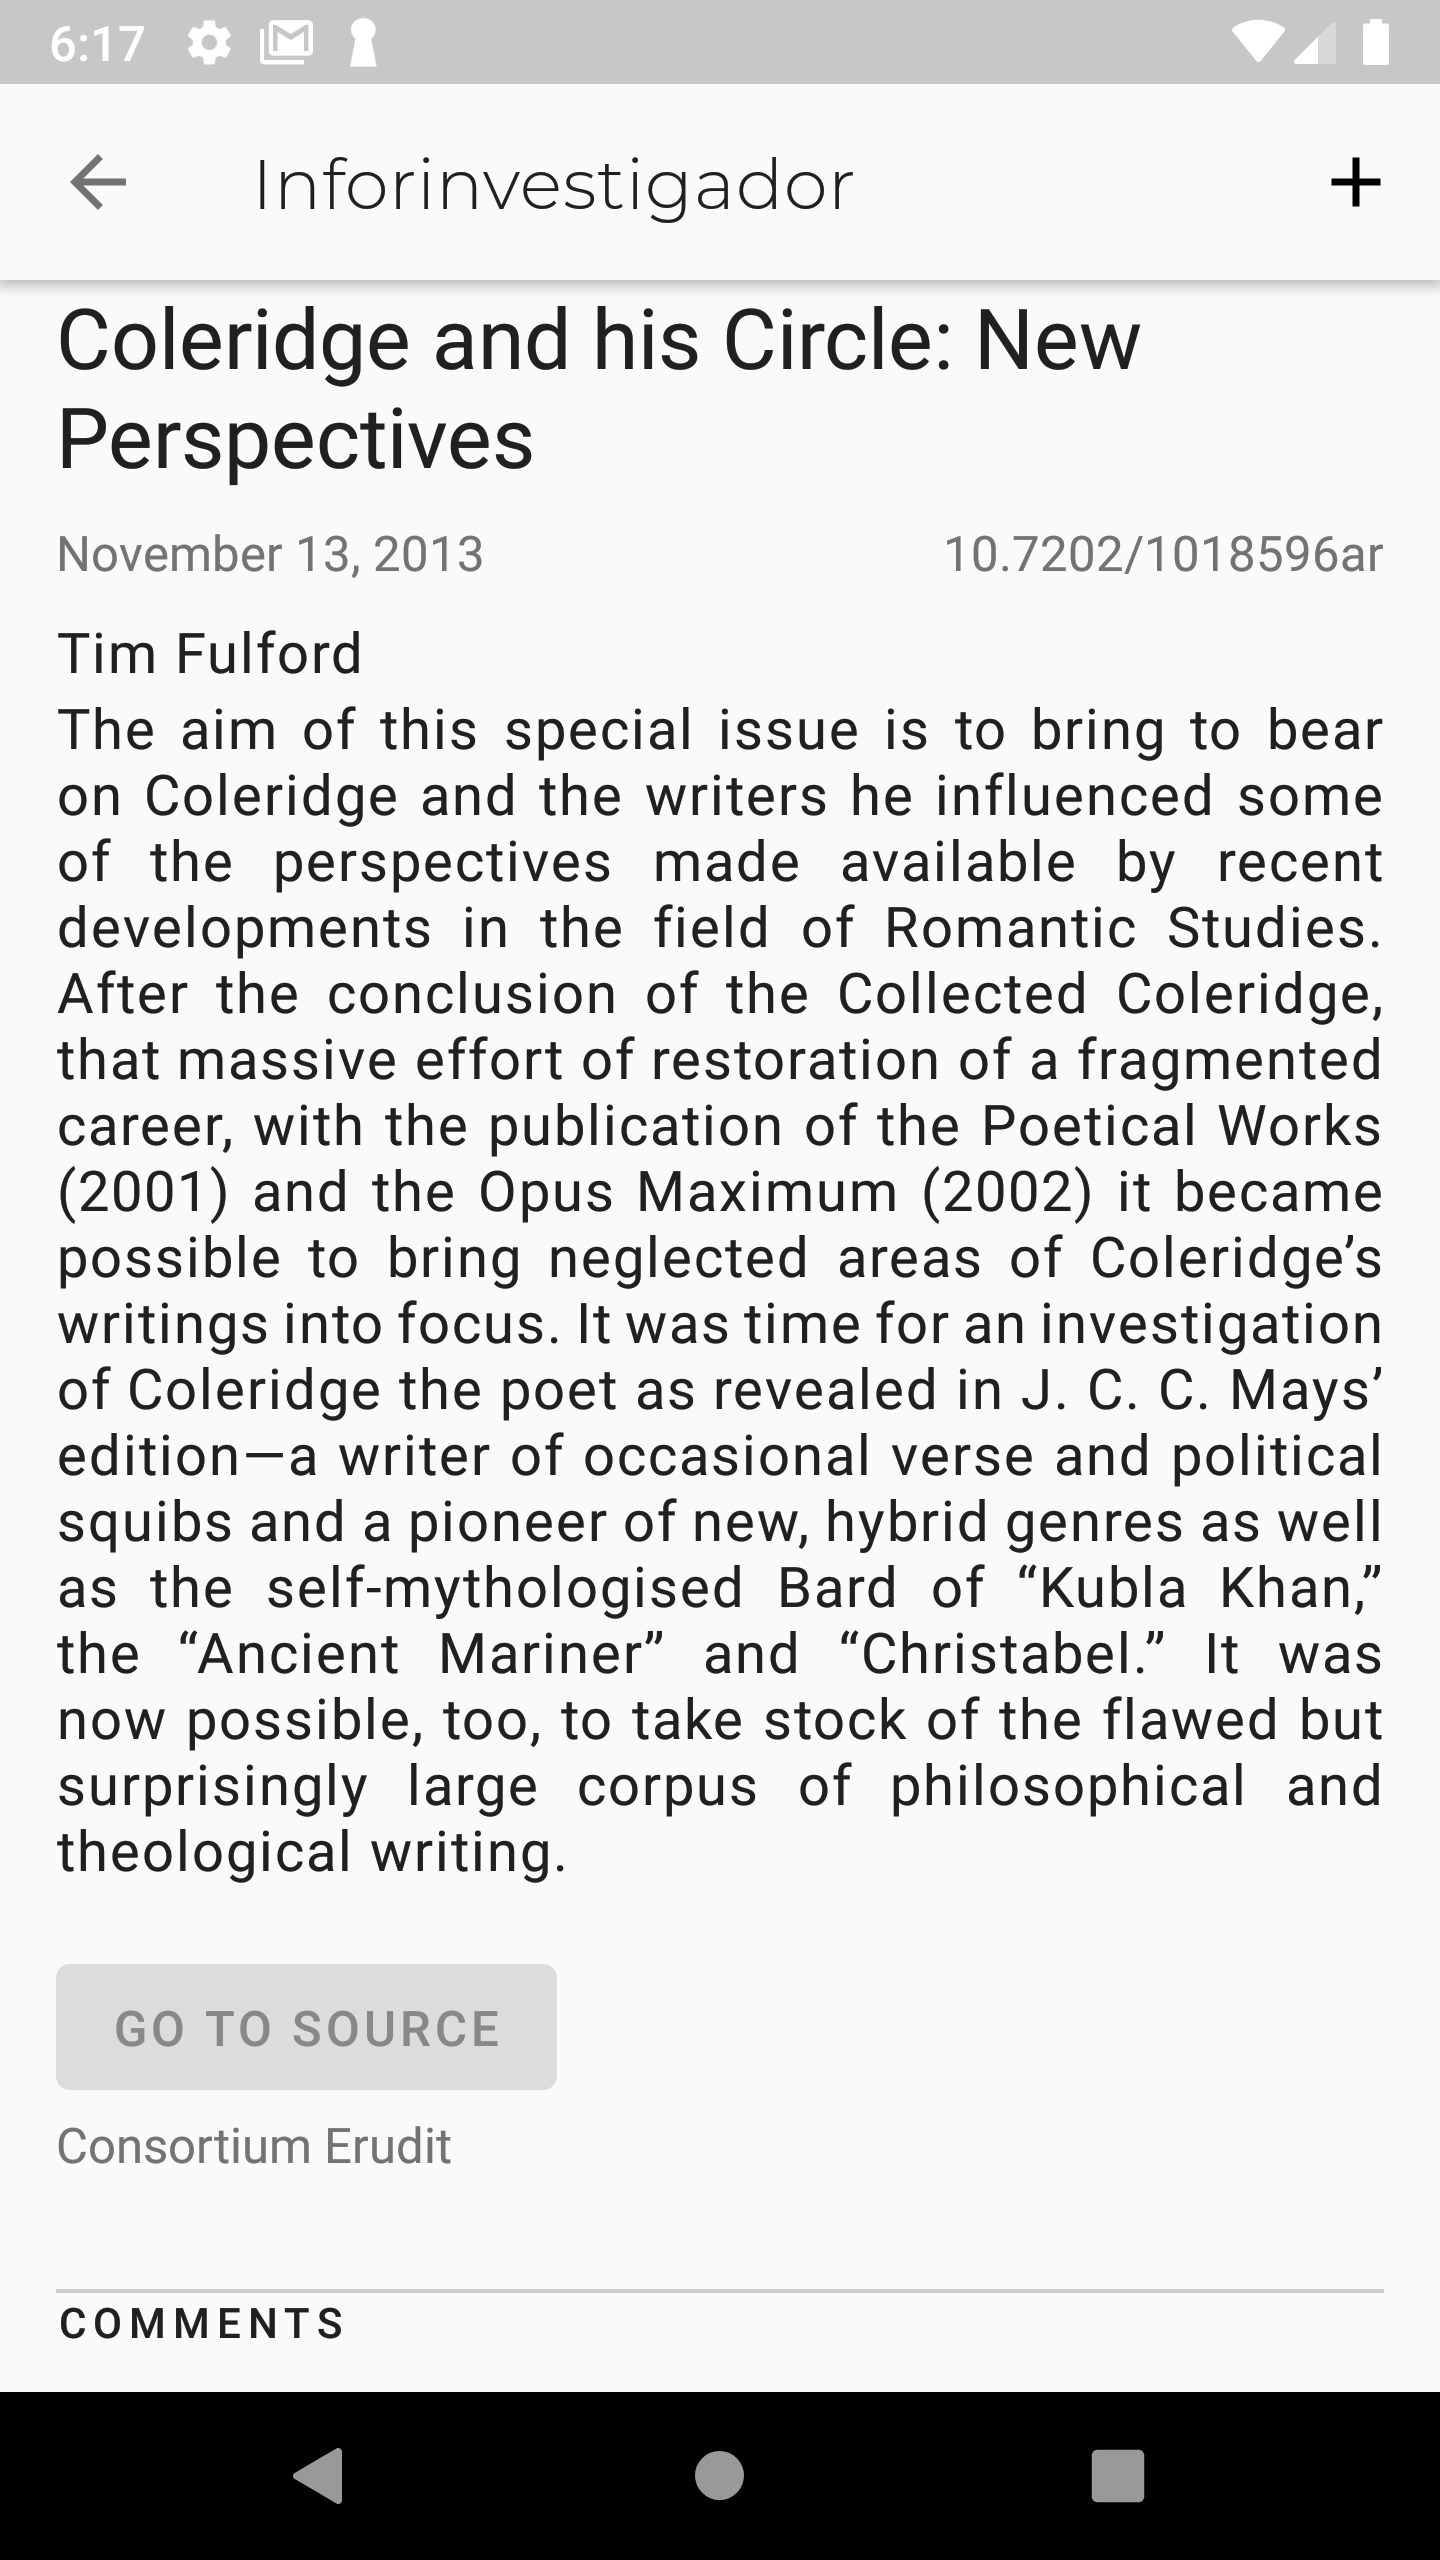 6:17
Inforinvestigador
Coleridge and his Circle: New
Perspectives
November 13, 2013
10.7202/1018596ar
Tim Fulford
The aim of this special issue is to bring to bear
on Coleridge and the writers he influenced some
of the perspectives made available by recent
developments in the field of Romantic Studies.
After the conclusion of the Collected Coleridge,
that massive effort of restoration of a fragmented
career, with the publication of the Poetical Works
(2001) and the Opus Maximum (2002) it became
possible to bring neglected areas of Coleridge’s
writings into focus. It was time for an investigation
of Coleridge the poet as revealed in J. C. C. Mays’
edition—a writer of occasional verse and political
squibs and a pioneer of new, hybrid genres as well
as the self-mythologised Bard of “Kubla Khan,”
the “Ancient Mariner” and “Christabel.” It was
now possible, too, to take stock of the flawed but
surprisingly large corpus of philosophical and
theological writing.
GO TO SOURCE
Consortium Erudit
COMMENTS